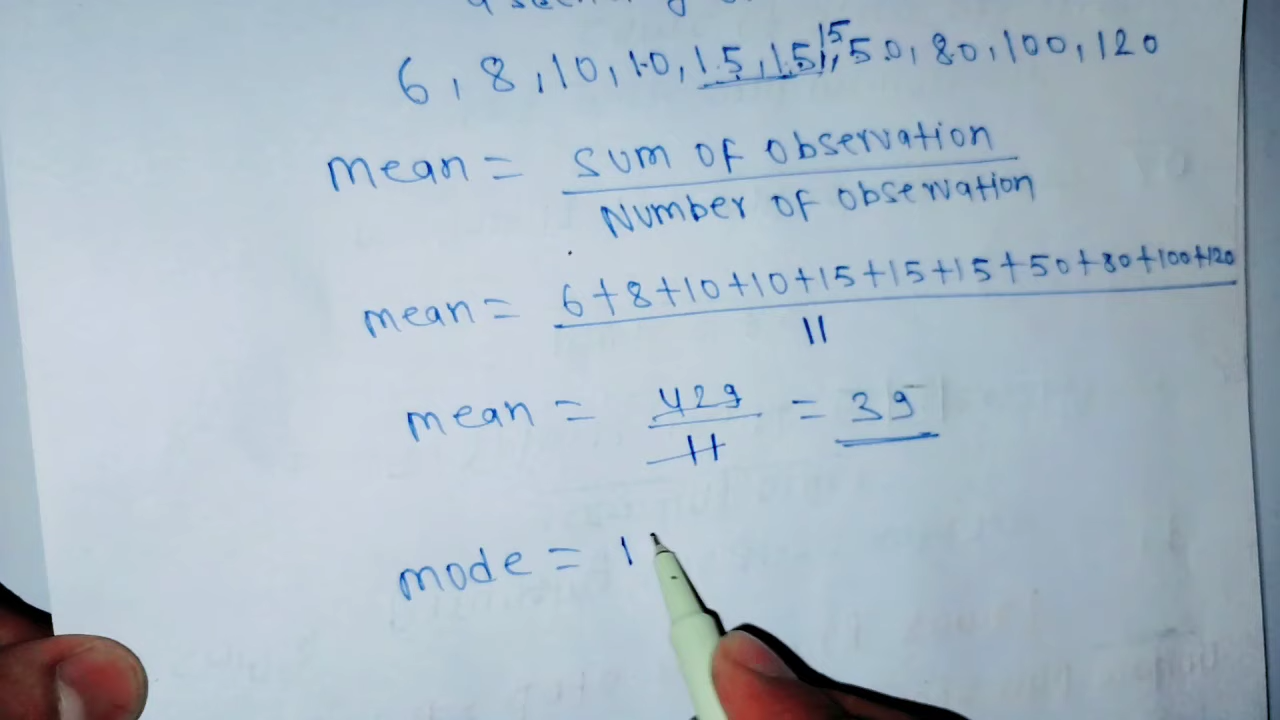 6, 8, 10, 10, 15, 15, 15, 50, 80, 100, 120
mean = Sum of observation
Number of observation
mean = 6+8+10+10+15+15+15+50+80+100+120
11
mean = 429 = 39
11
mode = 1